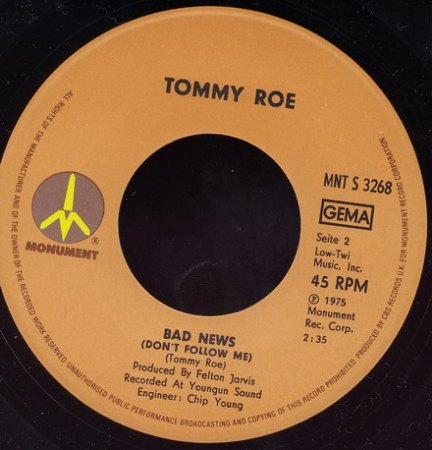 TOMMY ROE
MNT S 3268
GEMA
Seite 2
Low-Twi
Music, Inc.
45 RPM
℗ 1975
Monument
Rec. Corp.
2:35
MONUMENT
®
BAD NEWS
(DON'T FOLLOW ME)
(Tommy Roe)
Produced By Felton Jarvis
Recorded At Youngun Sound
Engineer: Chip Young
ALL RIGHTS OF THE MANUFACTURER AND OF THE OWNER OF THE RECORDED WORK RESERVED-UNAUTHORISED PUBLIC PERFORMANCE BROADCASTING AND COPYING OF THIS RECORD PROHIBITED-PRODUCED BY CBS RECORDS U.K. FOR MONUMENT RECORD CORPORATION